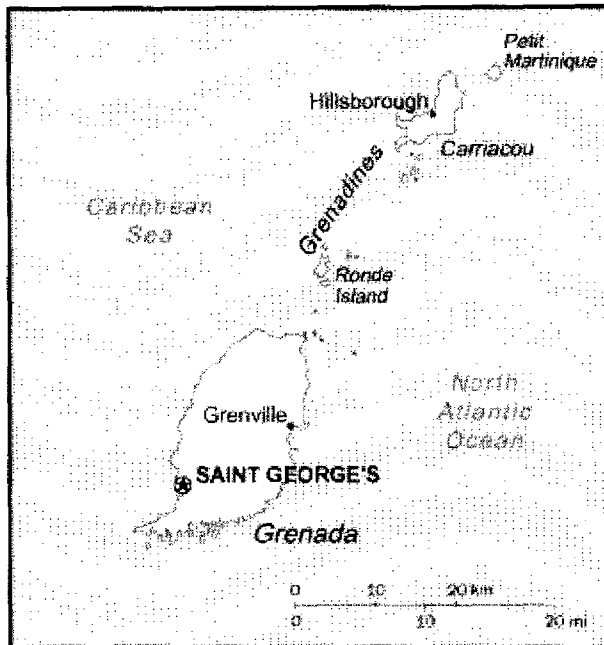 Petit
Martinique
Hillsborough
Carriacou
Grenadines
Caribbean
Sea
Ronde
Island
North
Atlantic
Ocean
Grenville
SAINT GEORGE'S
Grenada
0 10 20 km
0 10 20 mi